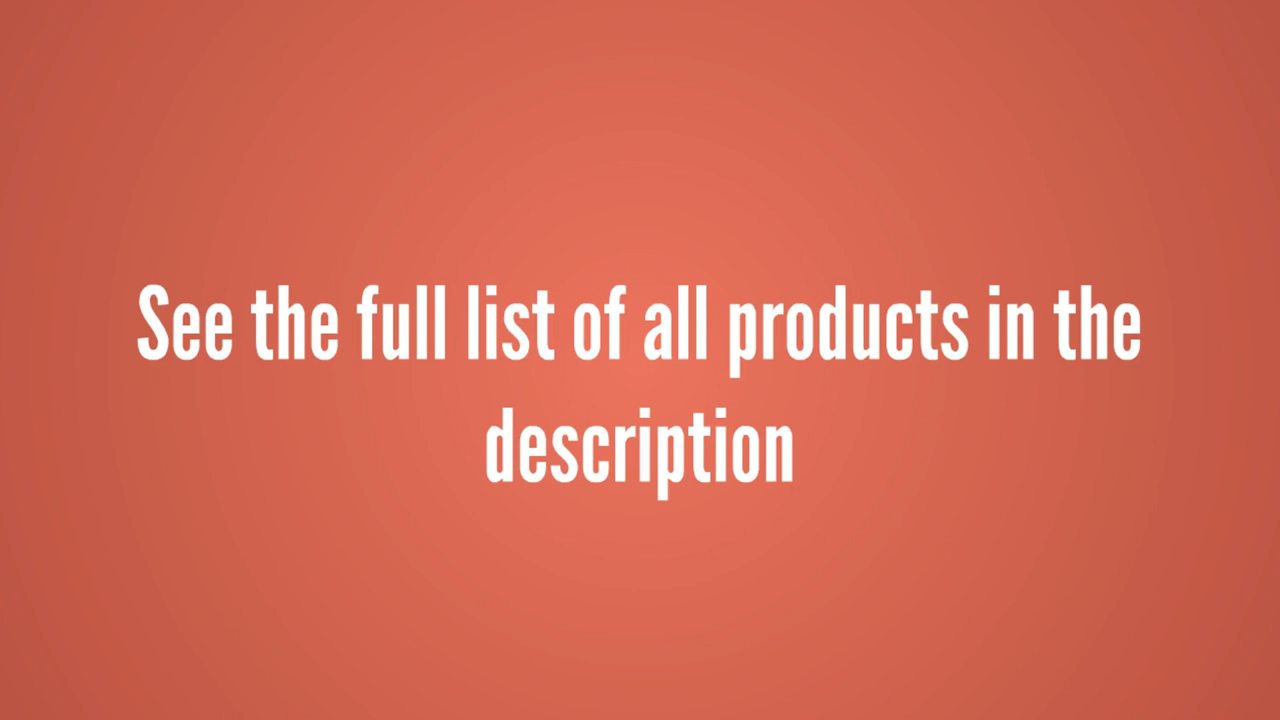 See the full list of all products in the
description